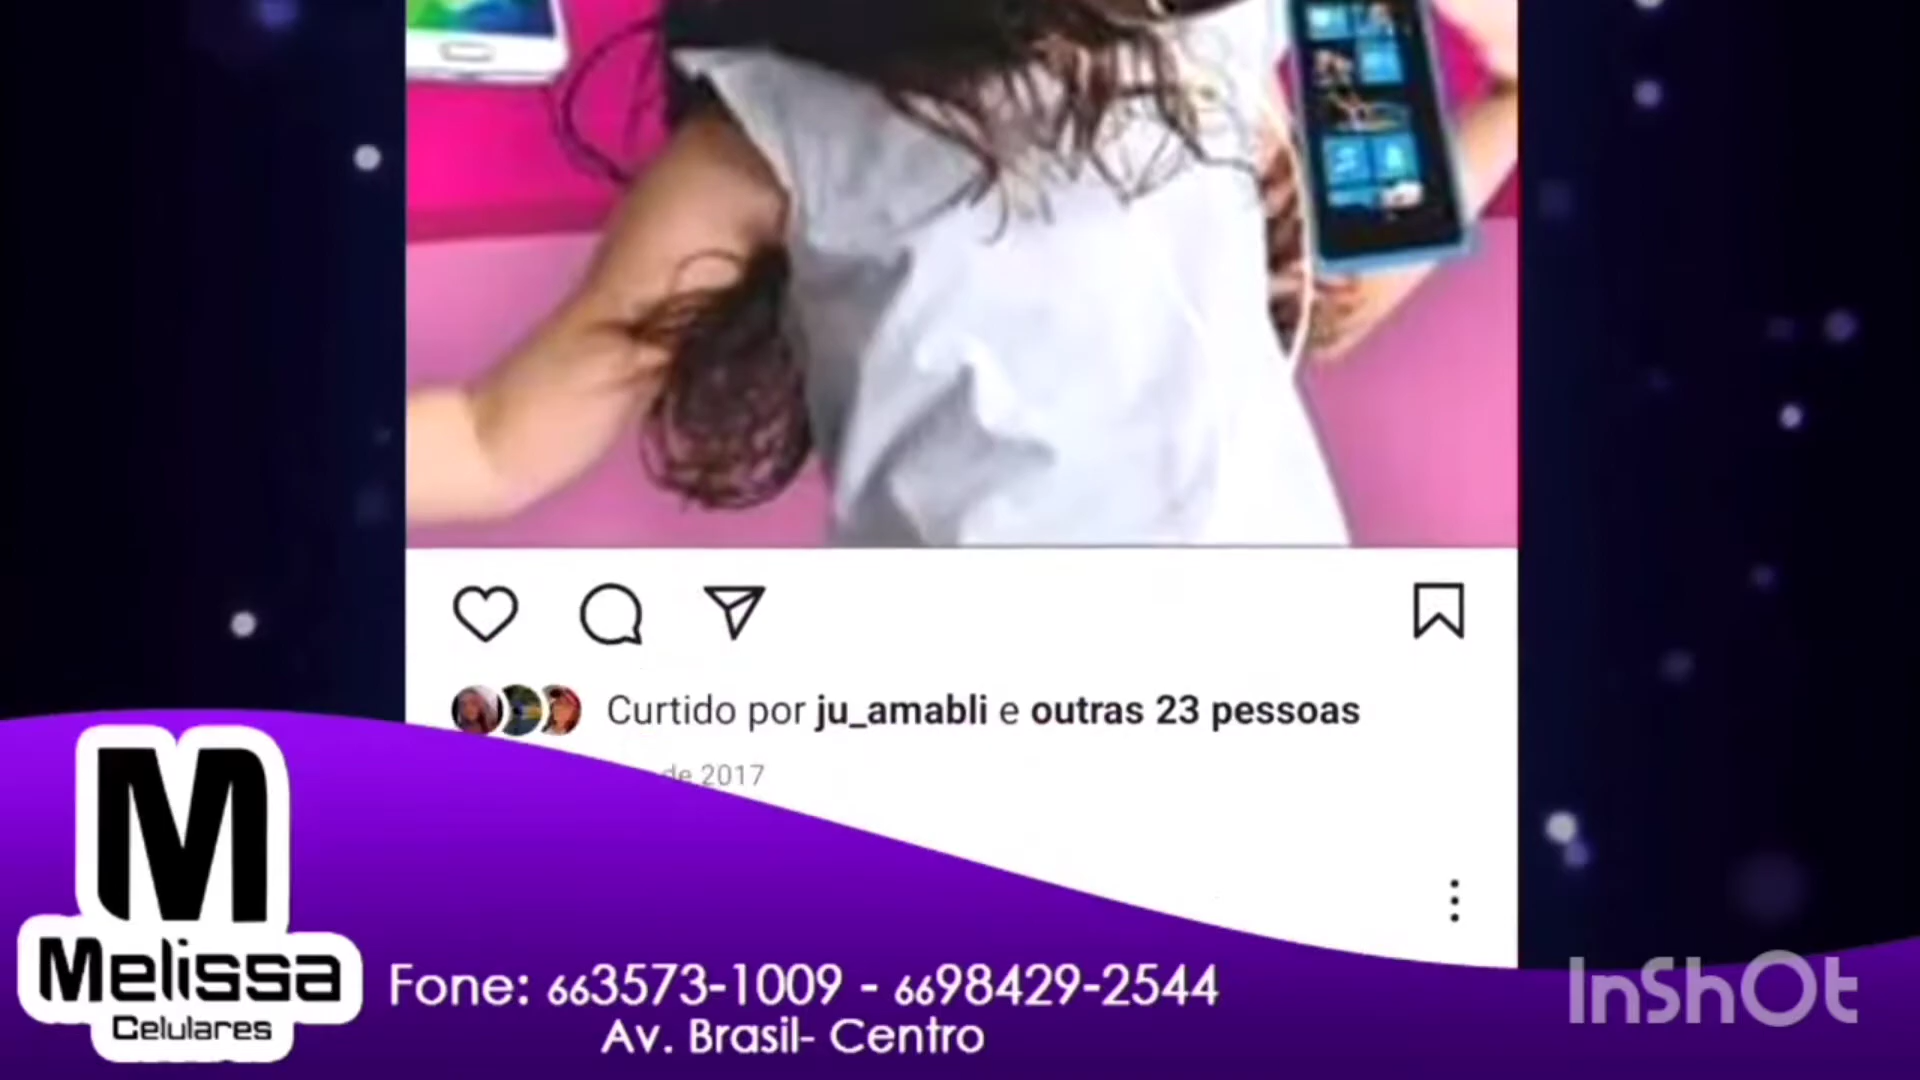 Curtido por ju_amabli e outras 23 pessoas
de 2017
M
Melissa
Celulares
Fone: 663573-1009 - 6698429-2544
Av. Brasil- Centro
InShOt